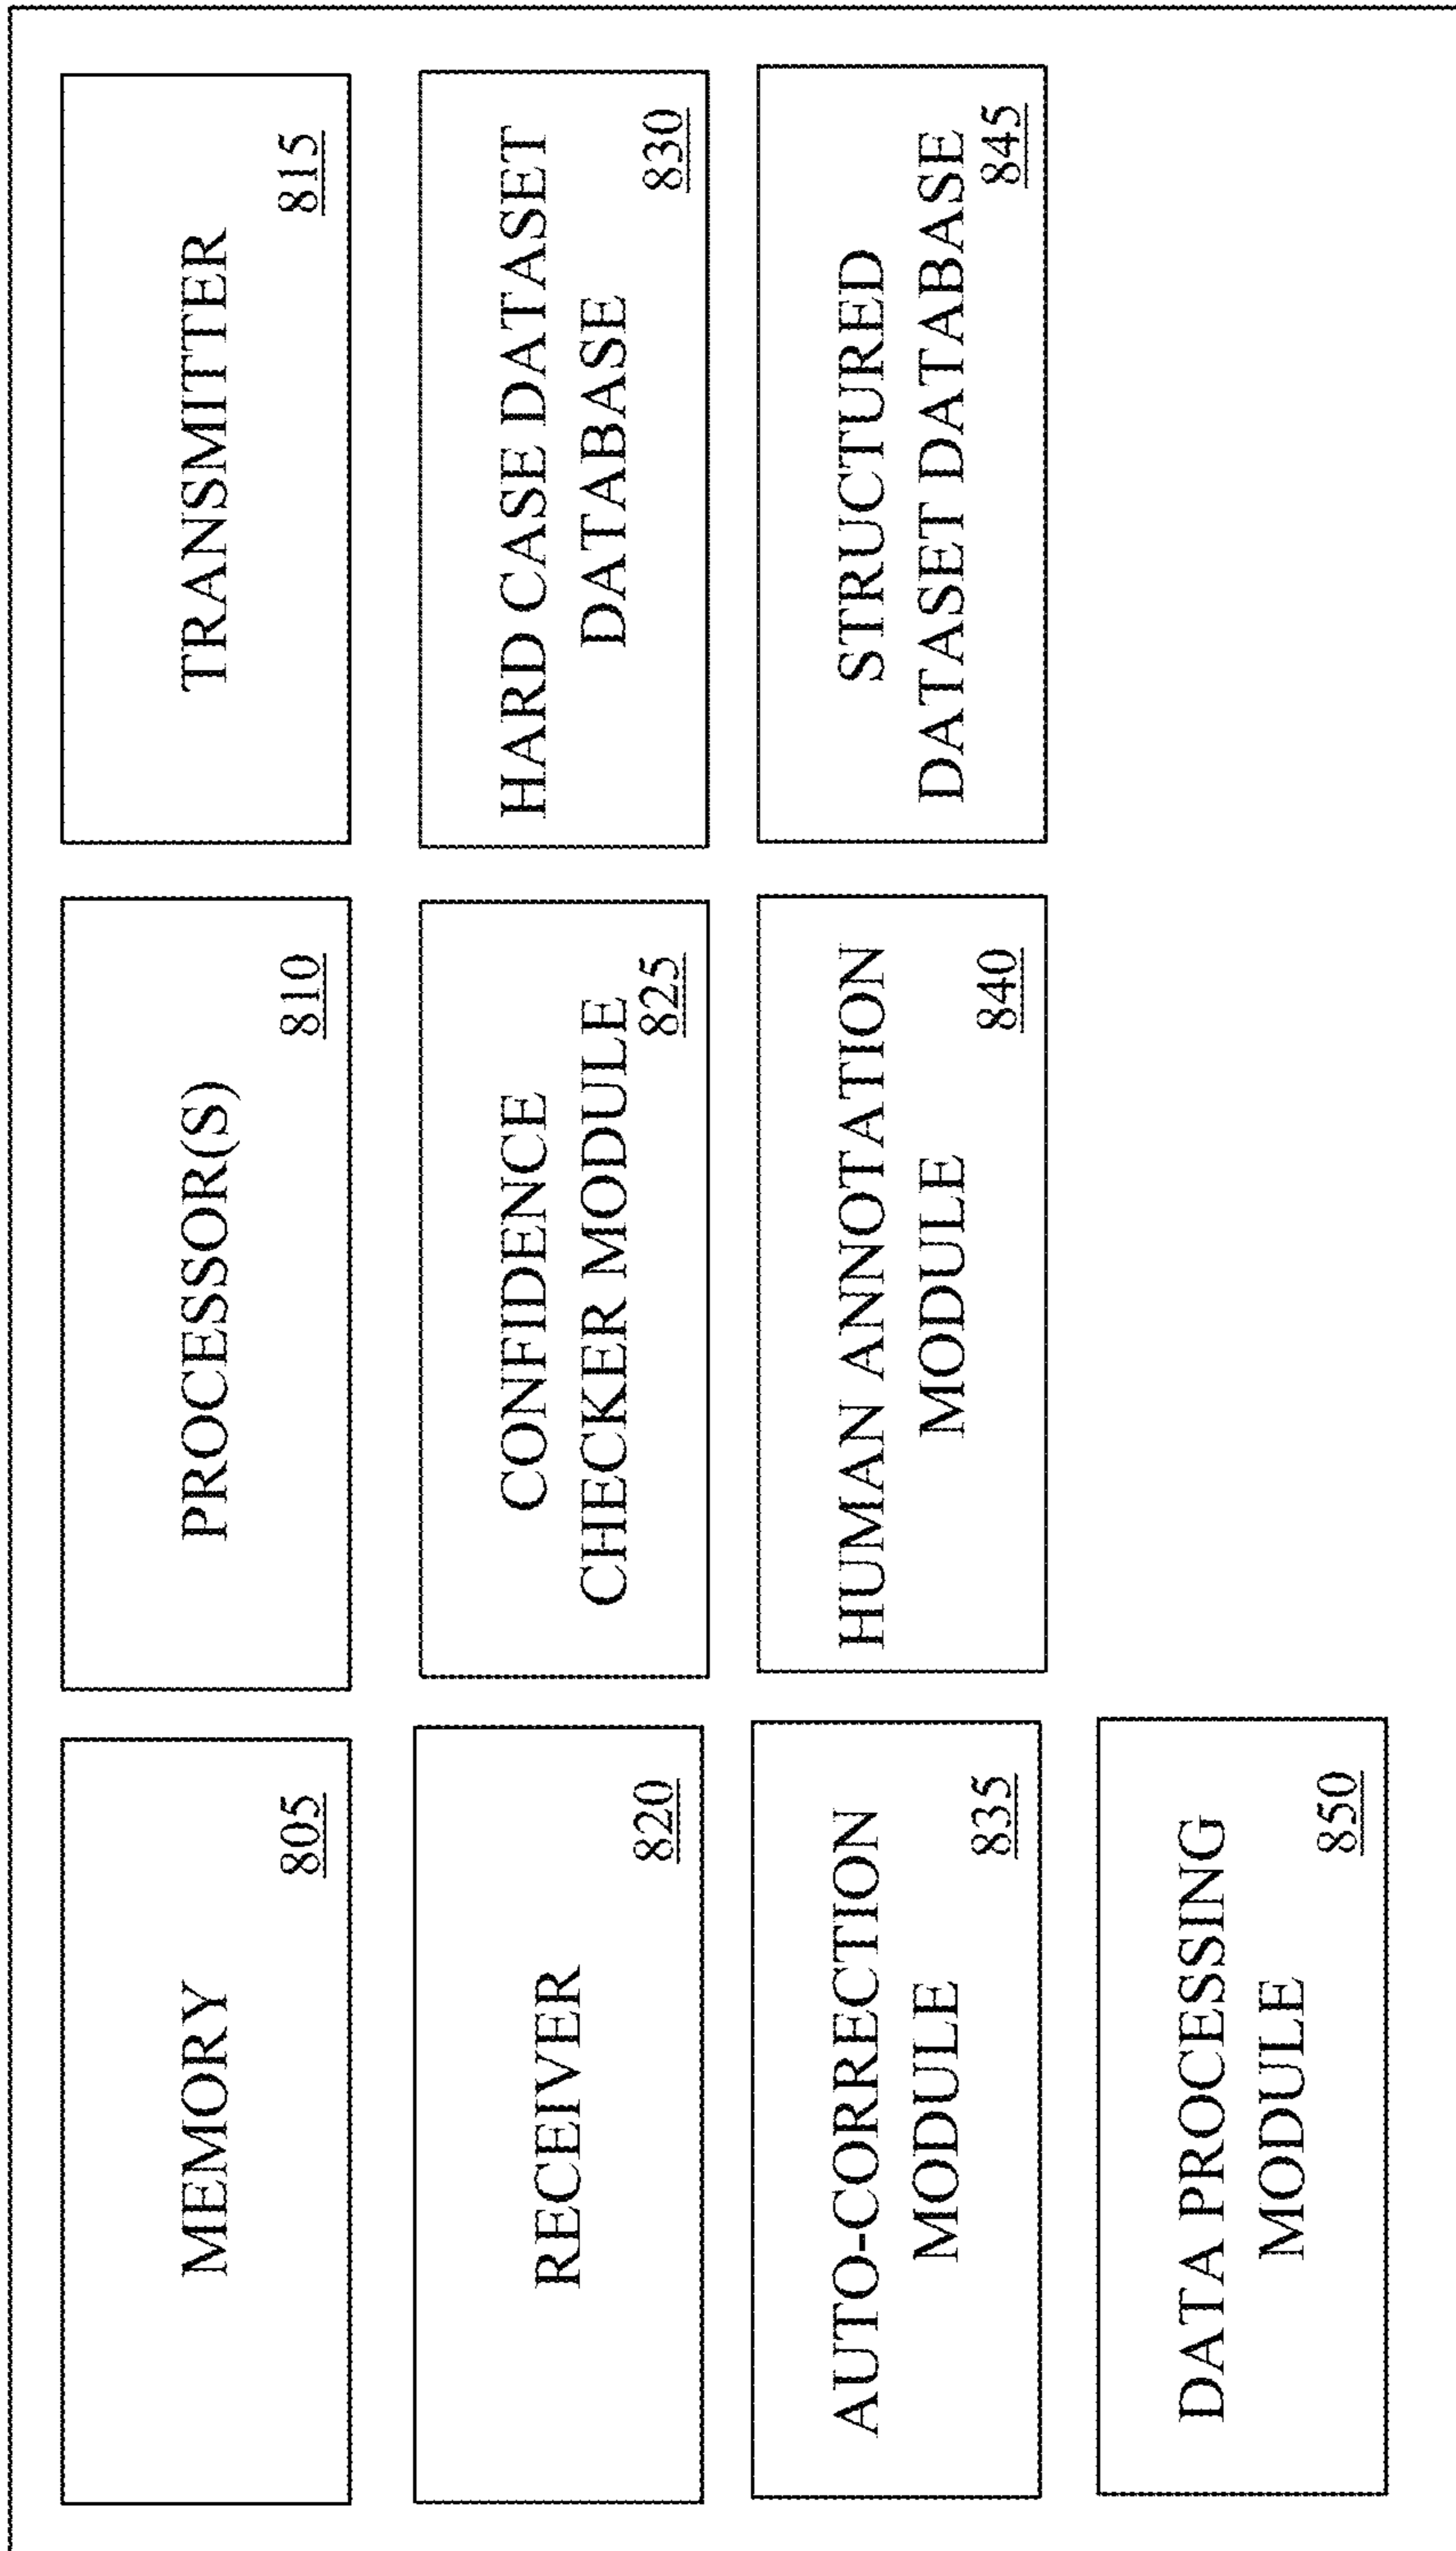 MEMORY
805
PROCESSOR(S)
810
TRANSMITTER
815
RECEIVER
820
CONFIDENCE
CHECKER MODULE
825
HARD CASE DATASET
DATABASE
830
AUTO-CORRECTION
MODULE
835
HUMAN ANNOTATION
MODULE
840
STRUCTURED
DATASET DATABASE
845
DATA PROCESSING
MODULE
850